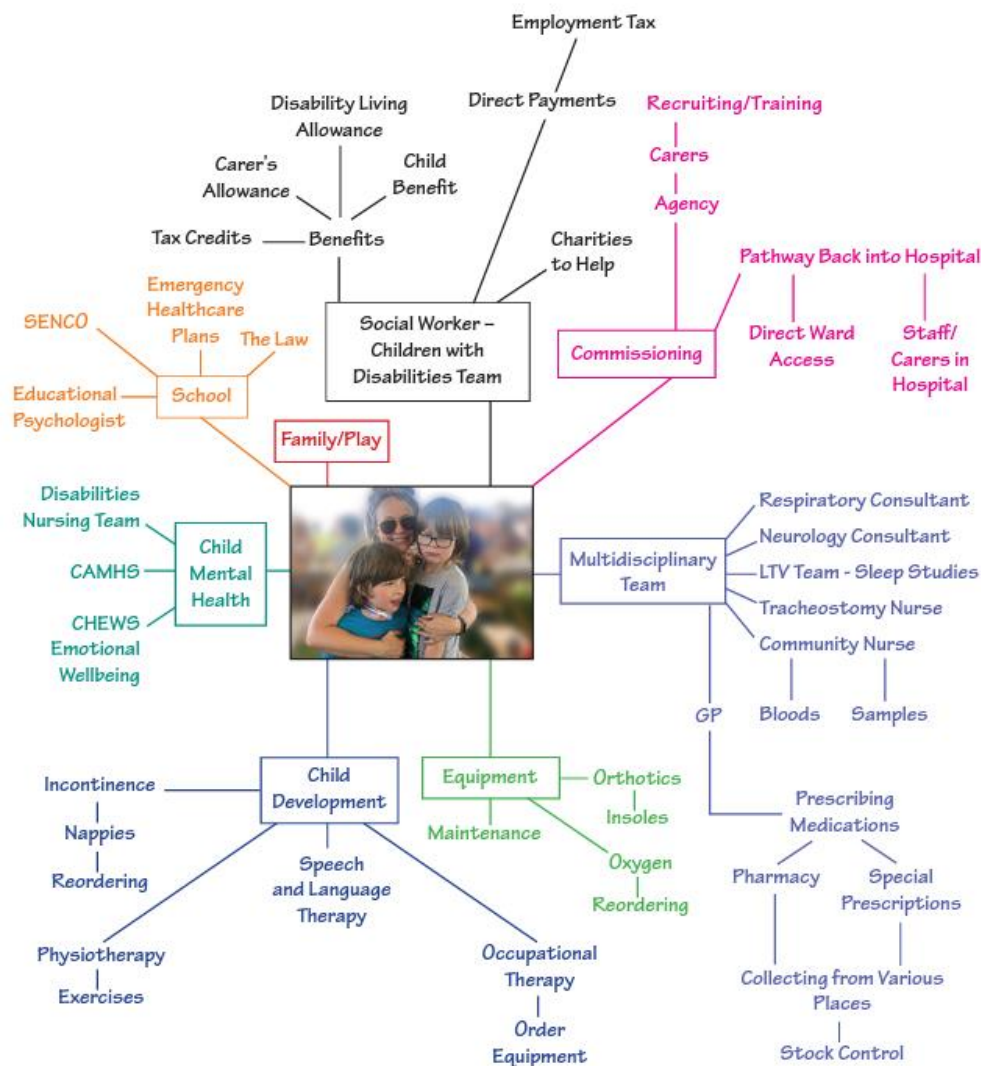 Employment Tax
Direct Payments
Disability Living
Allowance
Carer's
Allowance
Child
Benefit
Tax Credits
Benefits
Charities
to Help
Social Worker –
Children with
Disabilities Team
Recruiting/Training
Carers
Agency
Commissioning
Pathway Back into Hospital
Direct Ward
Access
Staff/
Carers in
Hospital
SENCO
Emergency
Healthcare
Plans
The Law
Educational
Psychologist
School
Family/Play
Disabilities
Nursing Team
CAMHS
CHEWS
Emotional
Wellbeing
Child
Mental
Health
Multidisciplinary
Team
Respiratory Consultant
Neurology Consultant
LTV Team - Sleep Studies
Tracheostomy Nurse
Community Nurse
Bloods
Samples
GP
Prescribing
Medications
Pharmacy
Special
Prescriptions
Collecting from Various
Places
Stock Control
Child
Development
Incontinence
Nappies
Reordering
Speech
and Language
Therapy
Physiotherapy
Exercises
Occupational
Therapy
Order
Equipment
Equipment
Maintenance
Orthotics
Insoles
Oxygen
Reordering